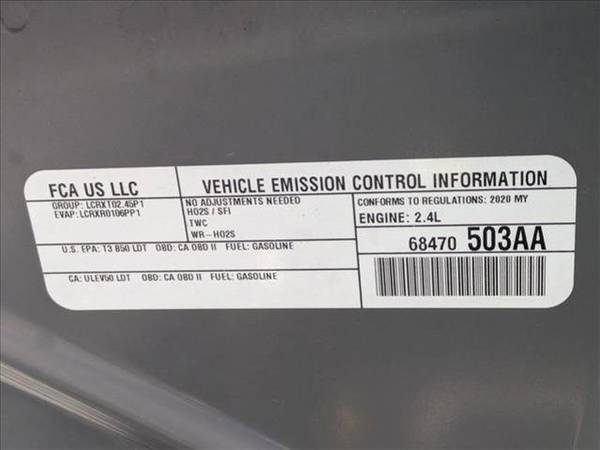 FCA US LLC
GROUP: LCRXT02.45P1
EVAP: LCRXR0106PP1
VEHICLE EMISSION CONTROL INFORMATION
NO ADJUSTMENTS NEEDED
HO2S / SFI
TWC
WR-HO2S
CONFORMS TO REGULATIONS: 2020 MY
ENGINE: 2.4L
U.S. EPA: T3 B50 LDT OBD: CA OBD II FUEL: GASOLINE
CA: ULEV50 LDT OBD: CA OBD II FUEL: GASOLINE
68470 503AA